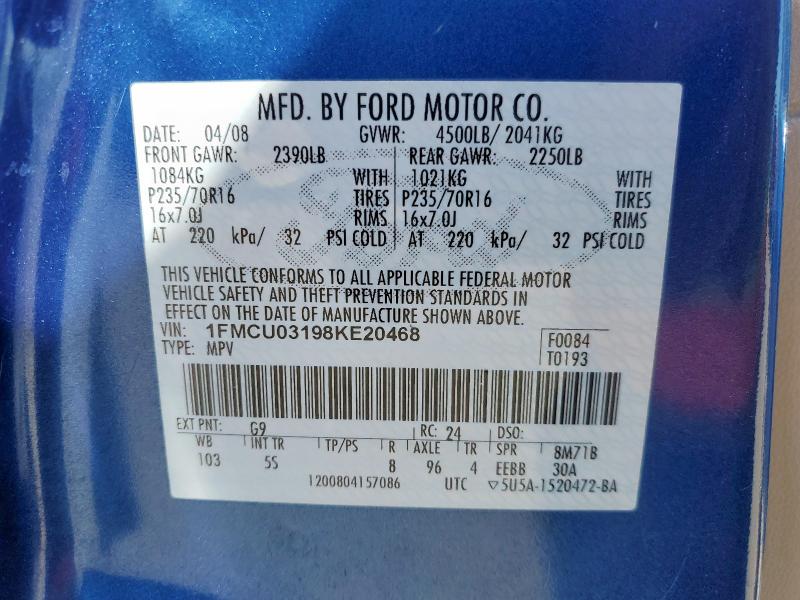 MFD. BY FORD MOTOR CO.
DATE: 04/08 GVWR: 4500LB/ 2041KG
FRONT GAWR: 2390LB REAR GAWR: 2250LB
1084KG WITH 1021KG WITH
P235/70R16 TIRES P235/70R16 TIRES
16x7.0J RIMS 16x7.0J RIMS
AT 220 kPa/ 32 PSI COLD AT 220 kPa/ 32 PSI COLD
THIS VEHICLE CONFORMS TO ALL APPLICABLE FEDERAL MOTOR
VEHICLE SAFETY AND THEFT PREVENTION STANDARDS IN
EFFECT ON THE DATE OF MANUFACTURE SHOWN ABOVE.
VIN: 1FMCU03198KE20468 F0084
TYPE: MPV T0193
EXT PNT: G9 RC: 24 DSO:
WB INT TR TP/PS R AXLE TR SPR 8M71B
103 5S 8 96 4 EEBB 30A
1200804157086 UTC ▽5U5A-1520472-BA